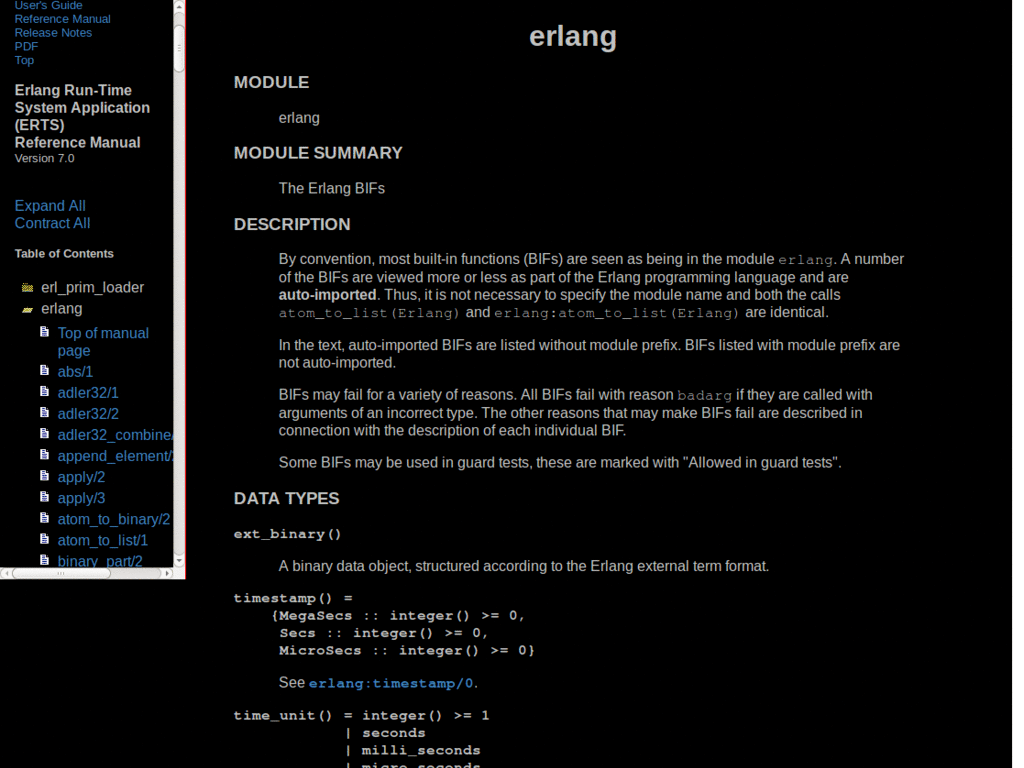 User's Guide
Reference Manual
Release Notes
PDF
Top
Erlang Run-Time
System Application
(ERTS)
Reference Manual
Version 7.0
Expand All
Contract All
Table of Contents
erl_prim_loader
erlang
Top of manual
page
abs/1
adler32/1
adler32/2
adler32_combine/
append_element/2
apply/2
apply/3
atom_to_binary/2
atom_to_list/1
binary_part/2
erlang
MODULE
erlang
MODULE SUMMARY
The Erlang BIFs
DESCRIPTION
By convention, most built-in functions (BIFs) are seen as being in the module erlang. A number
of the BIFs are viewed more or less as part of the Erlang programming language and are
auto-imported. Thus, it is not necessary to specify the module name and both the calls
atom_to_list(Erlang) and erlang:atom_to_list(Erlang) are identical.
In the text, auto-imported BIFs are listed without module prefix. BIFs listed with module prefix are
not auto-imported.
BIFs may fail for a variety of reasons. All BIFs fail with reason badarg if they are called with
arguments of an incorrect type. The other reasons that may make BIFs fail are described in
connection with the description of each individual BIF.
Some BIFs may be used in guard tests, these are marked with "Allowed in guard tests".
DATA TYPES
ext_binary()
A binary data object, structured according to the Erlang external term format.
timestamp() =
{MegaSecs :: integer() >= 0,
Secs :: integer() >= 0,
MicroSecs :: integer() >= 0}
See erlang:timestamp/0.
time_unit() = integer() >= 1
| seconds
| milli_seconds
| micro_seconds